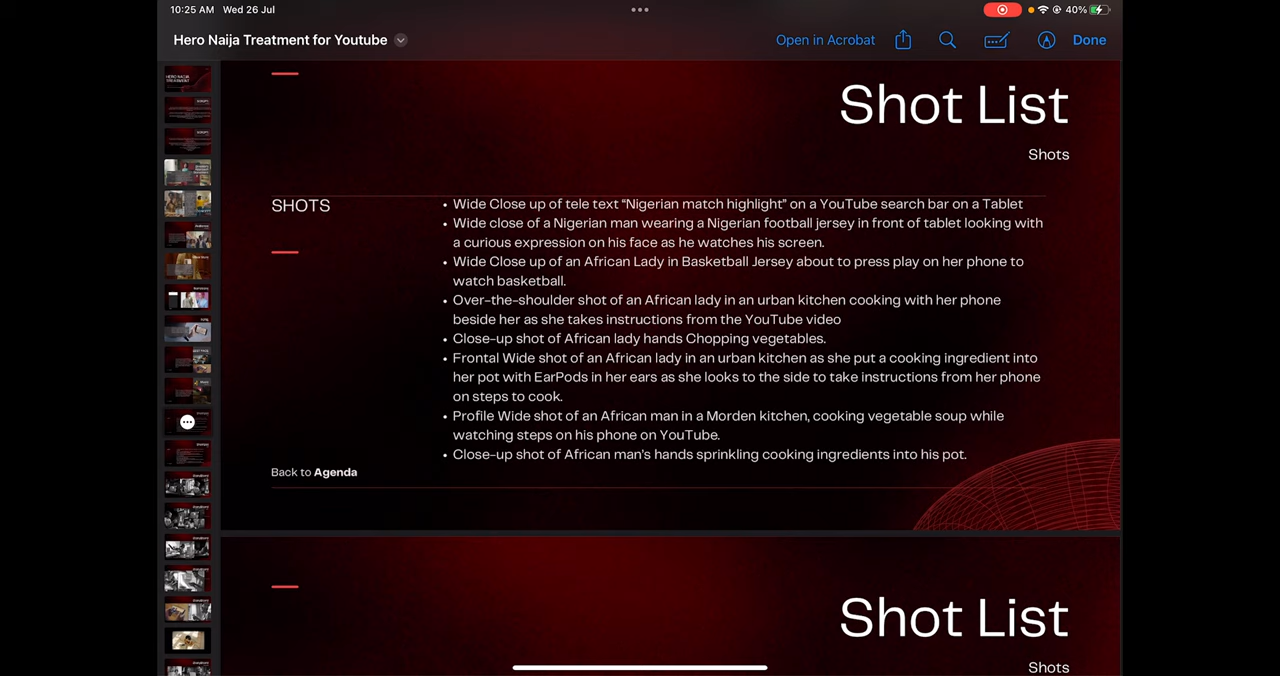 10:25 AM Wed 26 Jul
40%
Hero Naija Treatment for Youtube
Open in Acrobat
Done
Shot List
Shots
SHOTS
• Wide Close up of tele text “Nigerian match highlight” on a YouTube search bar on a Tablet
• Wide close of a Nigerian man wearing a Nigerian football jersey in front of tablet looking with
a curious expression on his face as he watches his screen.
• Wide Close up of an African Lady in Basketball Jersey about to press play on her phone to
watch basketball.
• Over-the-shoulder shot of an African lady in an urban kitchen cooking with her phone
beside her as she takes instructions from the YouTube video
• Close-up shot of African lady hands Chopping vegetables.
• Frontal Wide shot of an African lady in an urban kitchen as she put a cooking ingredient into
her pot with EarPods in her ears as she looks to the side to take instructions from her phone
on steps to cook.
• Profile Wide shot of an African man in a Morden kitchen, cooking vegetable soup while
watching steps on his phone on YouTube.
• Close-up shot of African man’s hands sprinkling cooking ingredients into his pot.
Back to Agenda
Shot List
Shots